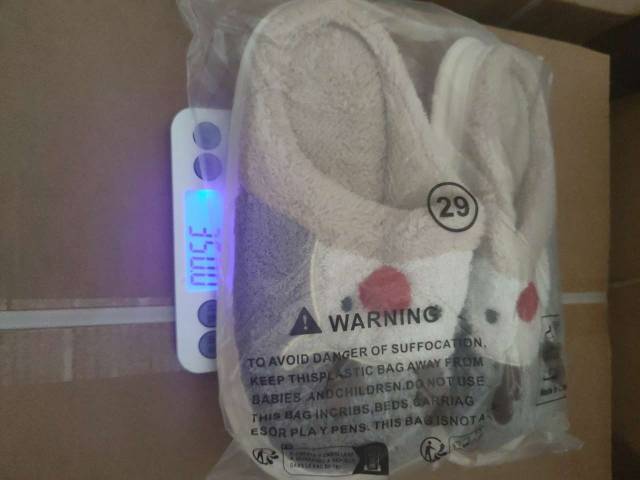 29
WARNING
TO AVOID DANGER OF SUFFOCATION,
KEEP THISPLASTIC BAG AWAY FROM
BABIES ANDCHILDREN.DO NOT USE
THIS BAG INCRIBS,BEDS,CARRIAG
ESOR PLAY PENS. THIS BAG ISNOT A